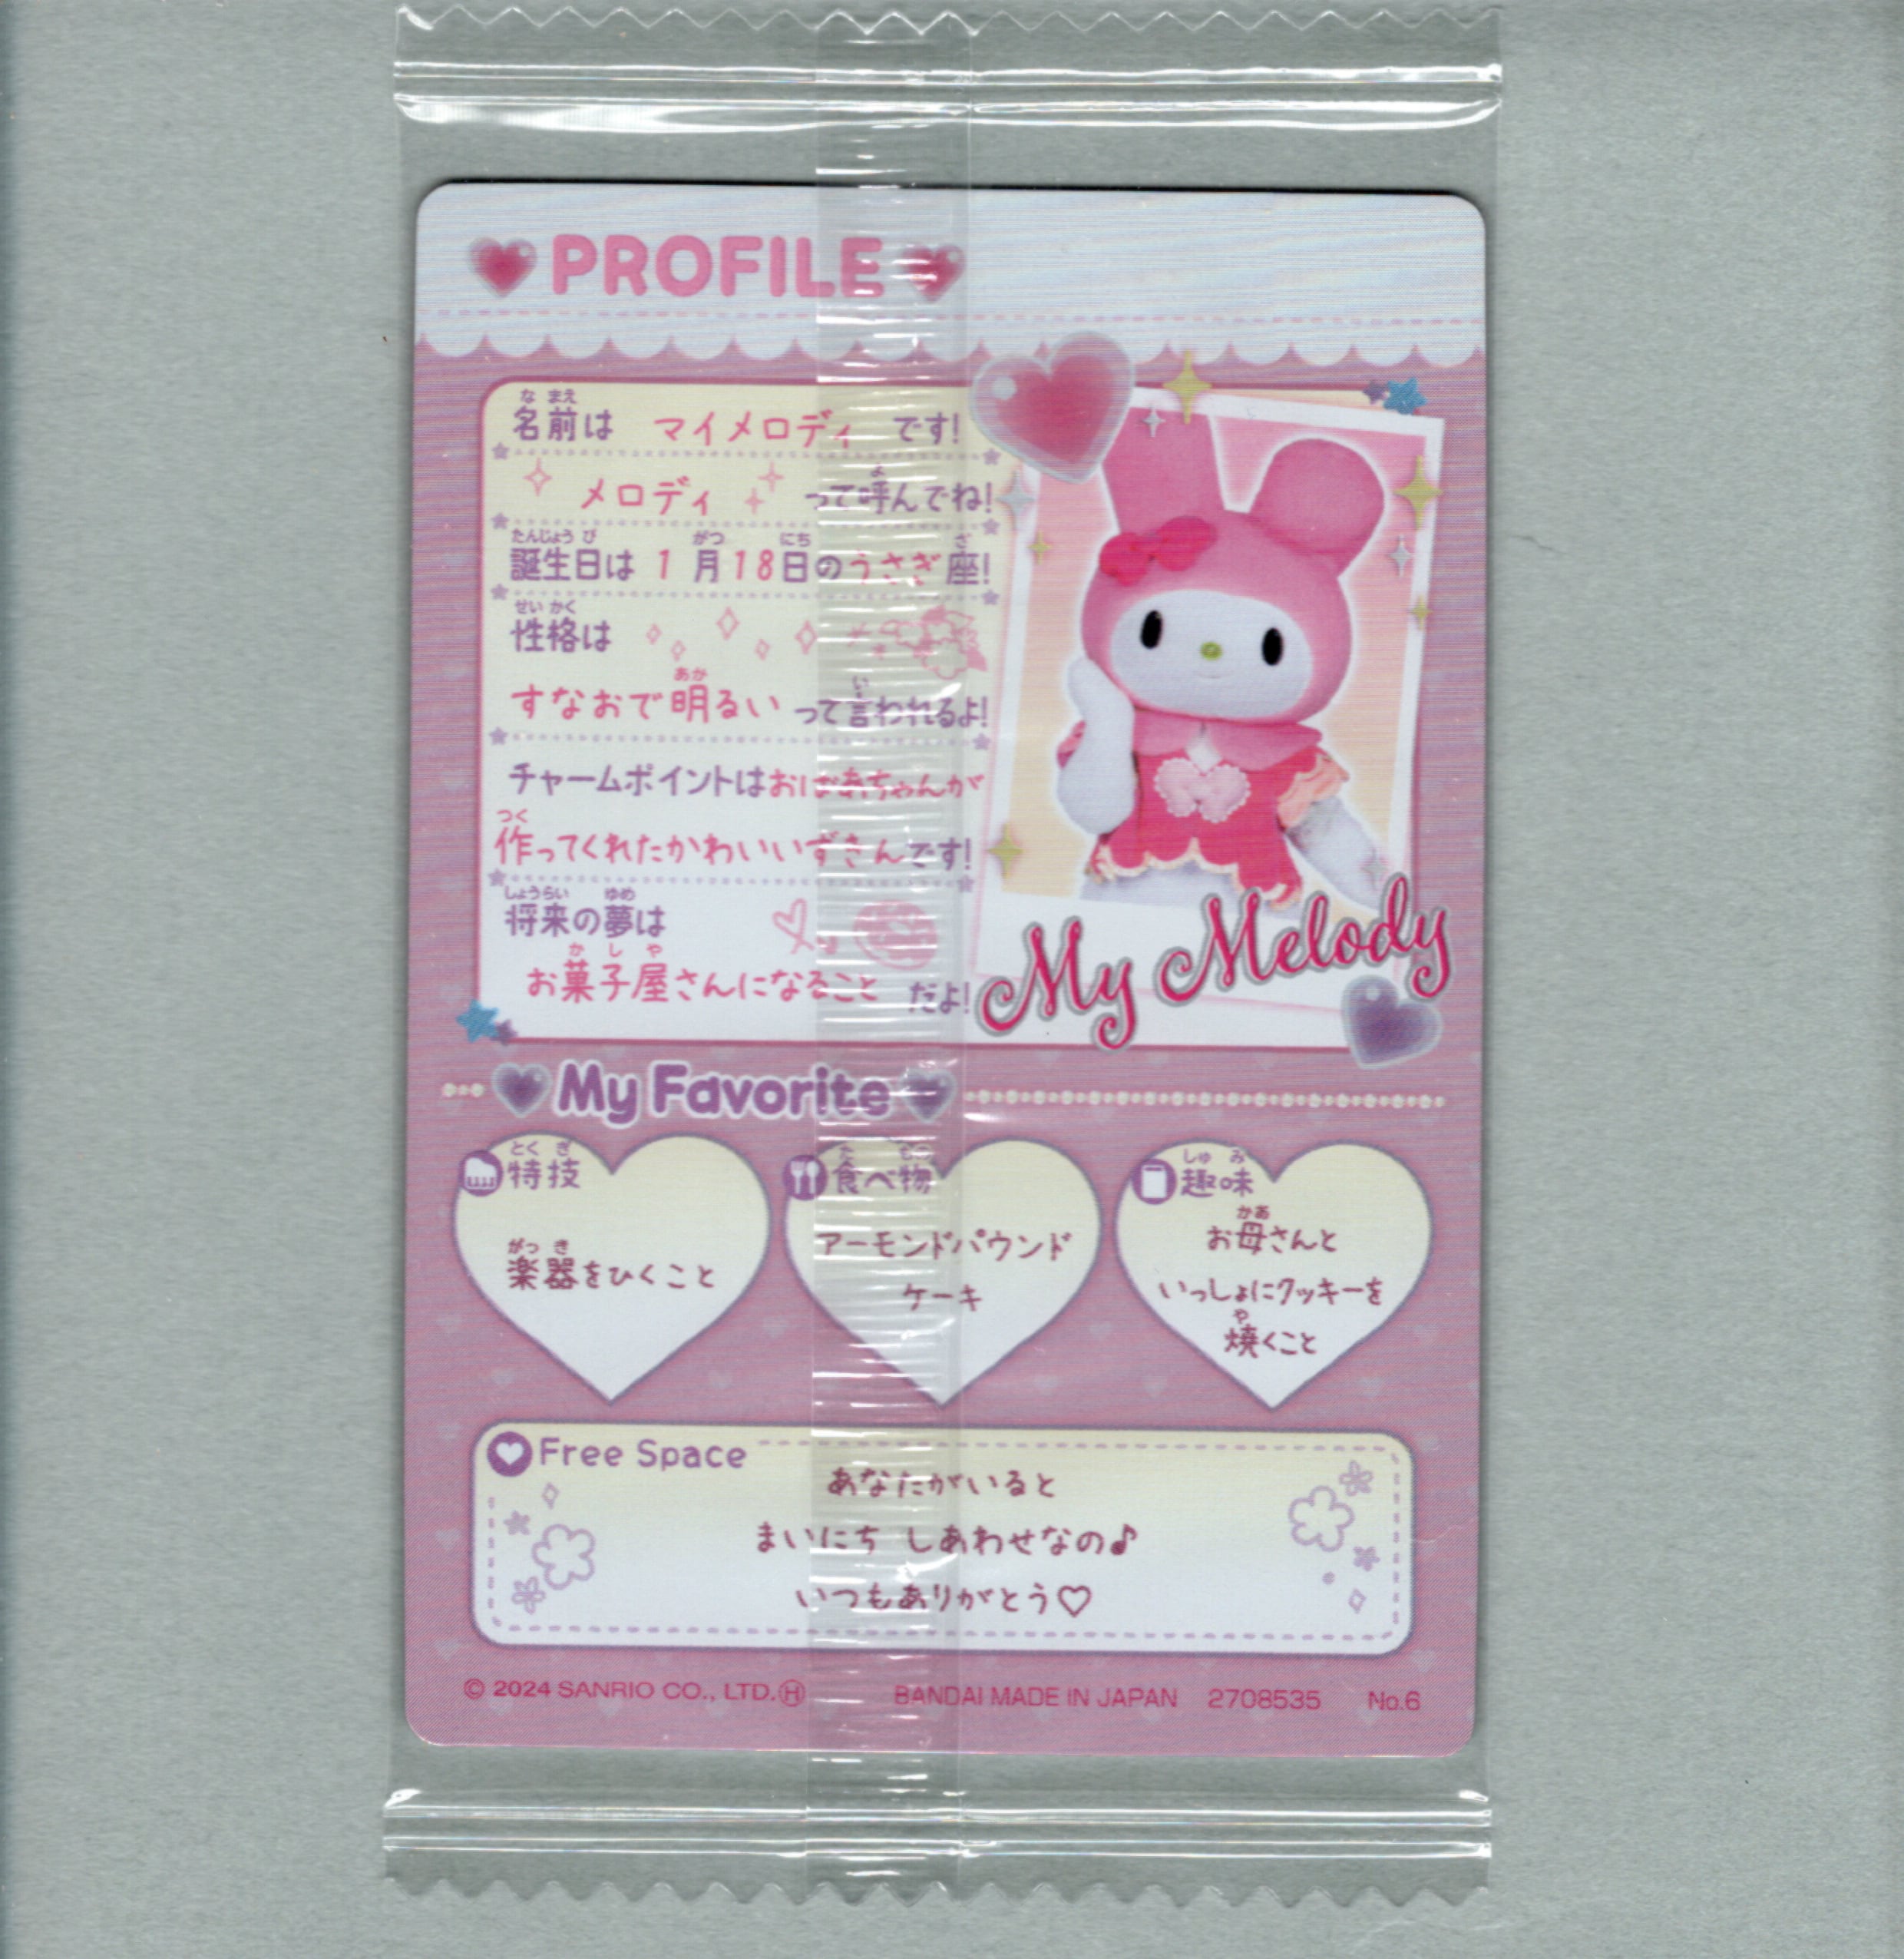 PROFILE
名前は マイメロディ です!
メロディ って呼んでね!
誕生日は 1月18日のうさぎ座!
性格は
すなおで明るい って言われるよ!
チャームポイントはおばあちゃんが
作ってくれたかわいいずきんです!
将来の夢は
お菓子屋さんになること だよ!
My Melody
My Favorite
特技
楽器をひくこと
食べ物
アーモンドパウンド
ケーキ
趣味
お母さんと
いっしょにクッキーを
焼くこと
Free Space
あなたがいると
まいにち しあわせなの♪
いつもありがとう♡
© 2024 SANRIO CO., LTD.Ⓗ BANDAI MADE IN JAPAN 2708535 No.6